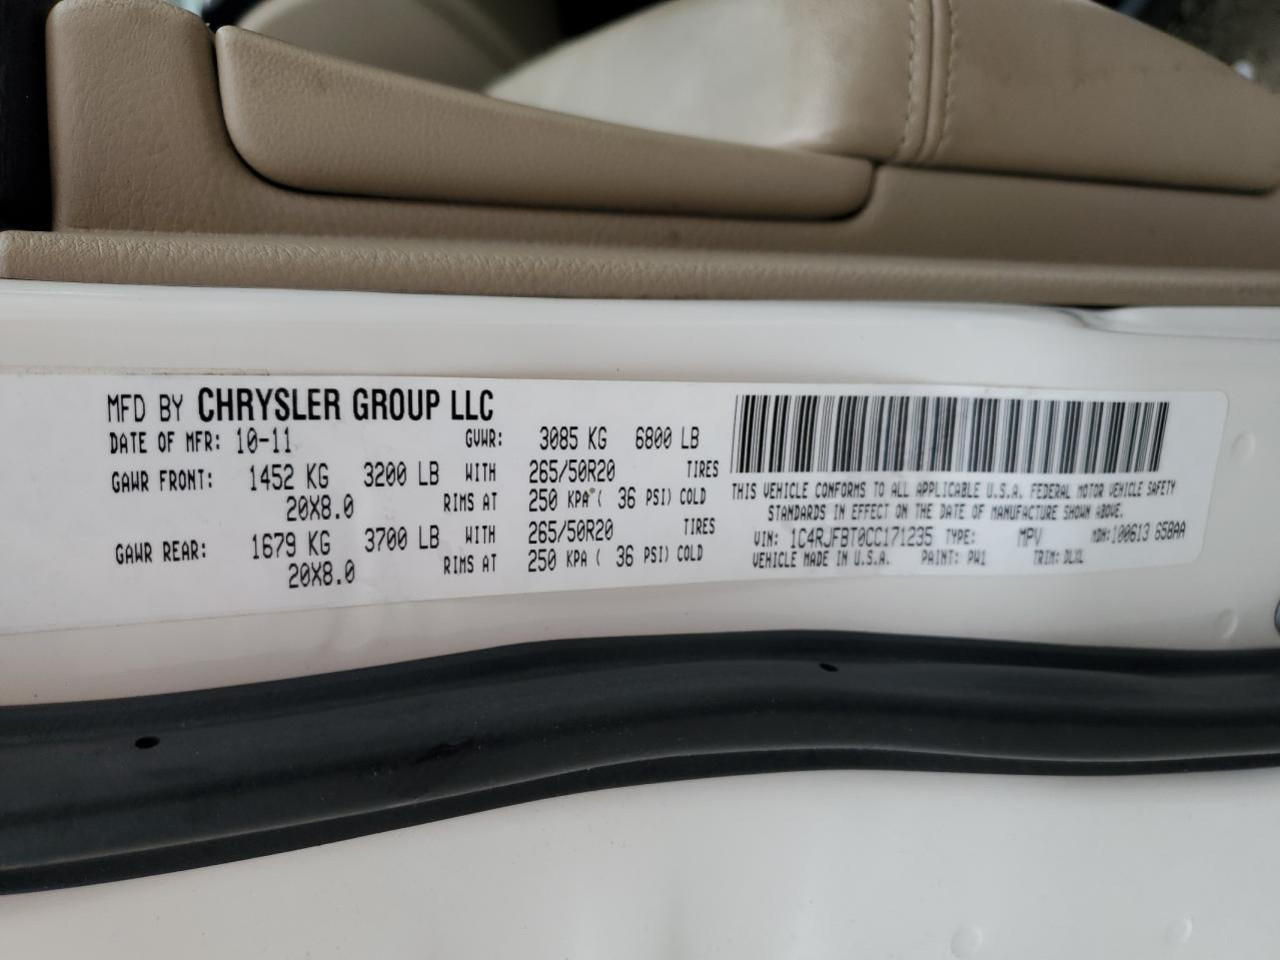 MFD BY CHRYSLER GROUP LLC
DATE OF MFR: 10-11 GVWR: 3085 KG 6800 LB
GAWR FRONT: 1452 KG 3200 LB WITH 265/50R20 TIRES
20X8.0 RIMS AT 250 KPA ( 36 PSI) COLD
GAWR REAR: 1679 KG 3700 LB WITH 265/50R20 TIRES
20X8.0 RIMS AT 250 KPA ( 36 PSI) COLD
THIS VEHICLE CONFORMS TO ALL APPLICABLE U.S.A. FEDERAL MOTOR VEHICLE SAFETY
STANDARDS IN EFFECT ON THE DATE OF MANUFACTURE SHOWN ABOVE.
VIN: 1C4RJFBT0CC171235 TYPE: MPV MDH:100613 658AA
VEHICLE MADE IN U.S.A. PAINT: PW1 TRIM: DLXL